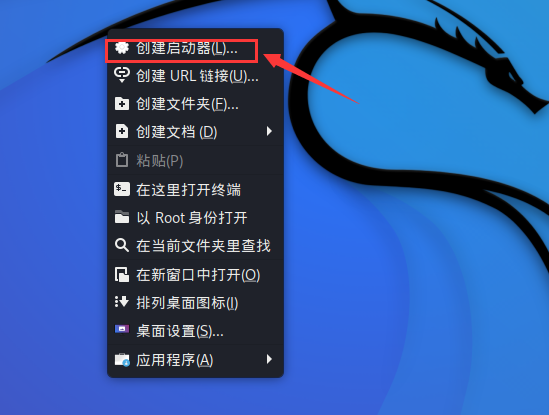 创建启动器(L)...
创建 URL 链接(U)...
创建文件夹(F)...
创建文档 (D)
粘贴(P)
在这里打开终端
以 Root 身份打开
在当前文件夹里查找
在新窗口中打开(O)
排列桌面图标(I)
桌面设置(S)...
应用程序(A)